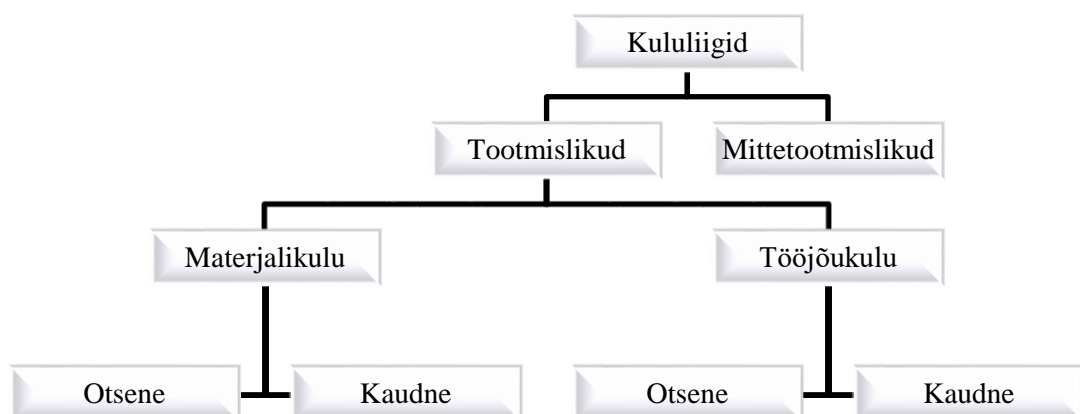 Kululiigid
Tootmislikud
Mittetootmislikud
Materjalikulu
Tööjõukulu
Otsene
Kaudne
Otsene
Kaudne